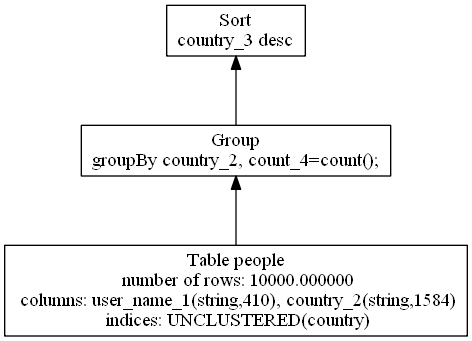 Sort
country_3 desc
Group
groupBy country_2, count_4=count();
Table people
number of rows: 10000.000000
columns: user_name_1(string,410), country_2(string,1584)
indices: UNCLUSTERED(country)